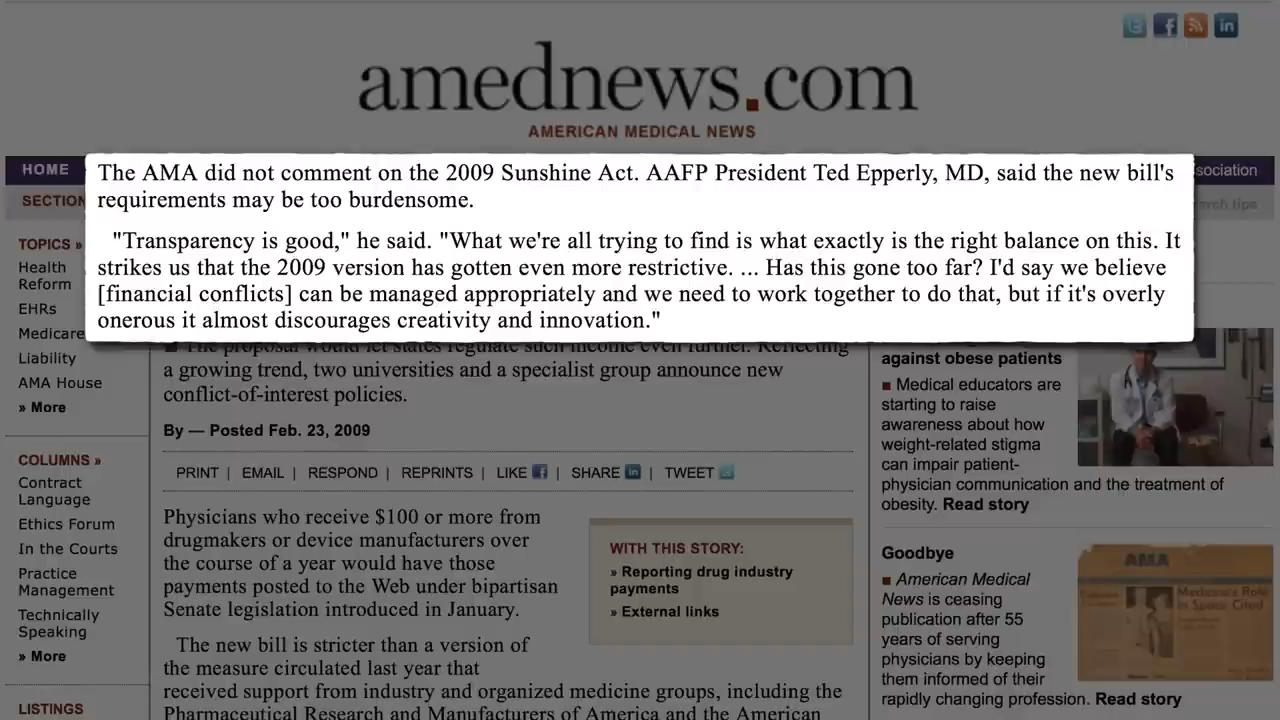 amednews.com
AMERICAN MEDICAL NEWS
HOME
sociation
SECTION
rch tips
The AMA did not comment on the 2009 Sunshine Act. AAFP President Ted Epperly, MD, said the new bill's
requirements may be too burdensome.
"Transparency is good," he said. "What we're all trying to find is what exactly is the right balance on this. It
strikes us that the 2009 version has gotten even more restrictive. ... Has this gone too far? I'd say we believe
[financial conflicts] can be managed appropriately and we need to work together to do that, but if it's overly
onerous it almost discourages creativity and innovation."
TOPICS »
Health
Reform
EHRs
Medicare
Liability
AMA House
» More
COLUMNS »
Contract
Language
Ethics Forum
In the Courts
Practice
Management
Technically
Speaking
» More
LISTINGS
■ The proposal would let states regulate such income even further. Reflecting
a growing trend, two universities and a specialist group announce new
conflict-of-interest policies.
By — Posted Feb. 23, 2009
PRINT | EMAIL | RESPOND | REPRINTS | LIKE | SHARE | TWEET
Physicians who receive $100 or more from
drugmakers or device manufacturers over
the course of a year would have those
payments posted to the Web under bipartisan
Senate legislation introduced in January.
The new bill is stricter than a version of
the measure circulated last year that
received support from industry and organized medicine groups, including the
Pharmaceutical Research and Manufacturers of America and the American
WITH THIS STORY:
» Reporting drug industry
payments
» External links
against obese patients
■ Medical educators are
starting to raise
awareness about how
weight-related stigma
can impair patient-
physician communication and the treatment of
obesity. Read story
Goodbye
■ American Medical
News is ceasing
publication after 55
years of serving
physicians by keeping
them informed of their
rapidly changing profession. Read story
AMA
Medicine's Role
In Space Cited